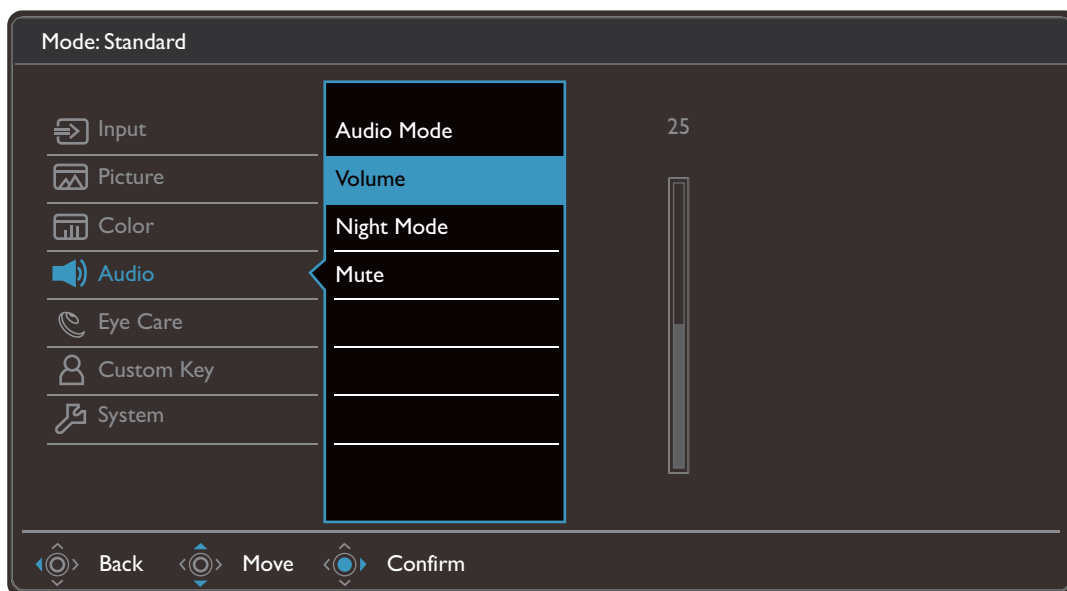 Mode: Standard
Input
Picture
Color
Audio
Eye Care
Custom Key
System
Audio Mode
Volume
Night Mode
Mute
25
Back Move Confirm